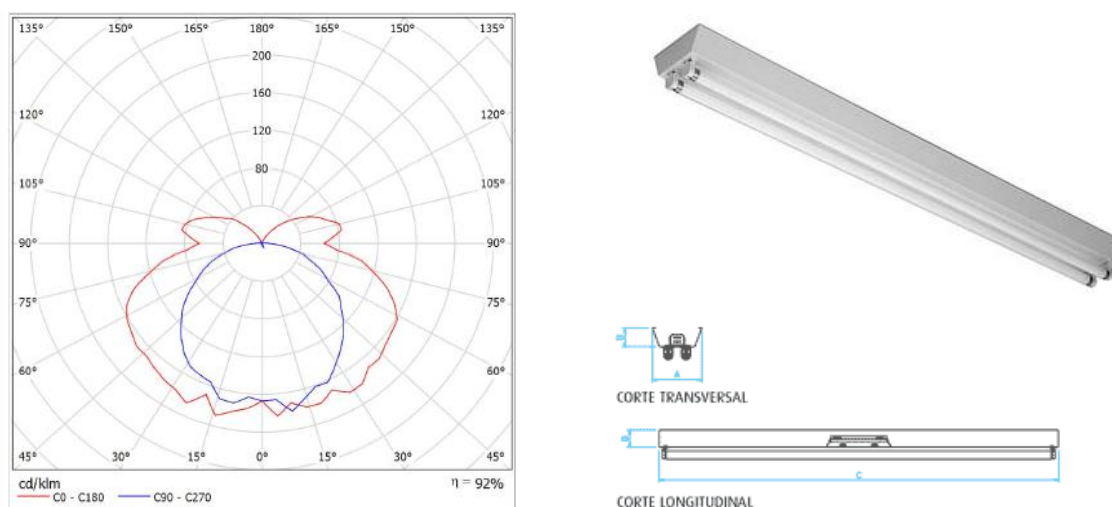 135° 150° 165° 180° 165° 150° 135°
200
160
120° 120 120°
105° 80 105°
90° 90°
75° 75°
60° 60°
45° 30° 15° 0° 15° 30° 45°
cd/klm η = 92%
C0 - C180 C90 - C270
B
A
CORTE TRANSVERSAL
B
C
CORTE LONGITUDINAL